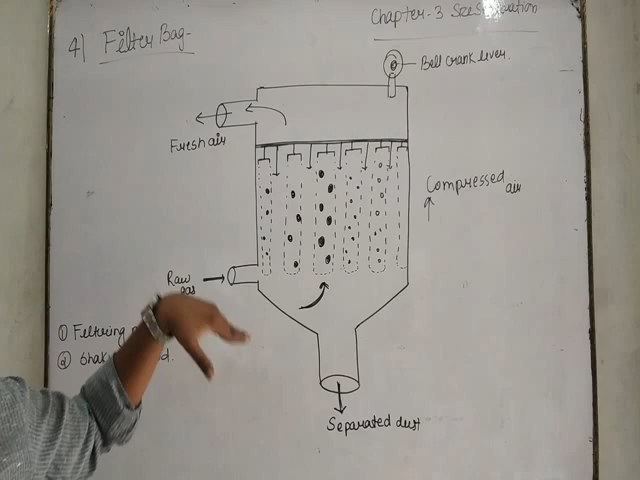 Chapter-3 Size
4) Filter Bag-
Bell crank lever.
Fresh air
Compressed air
Raw gas
① Filtering
②
Separated dust